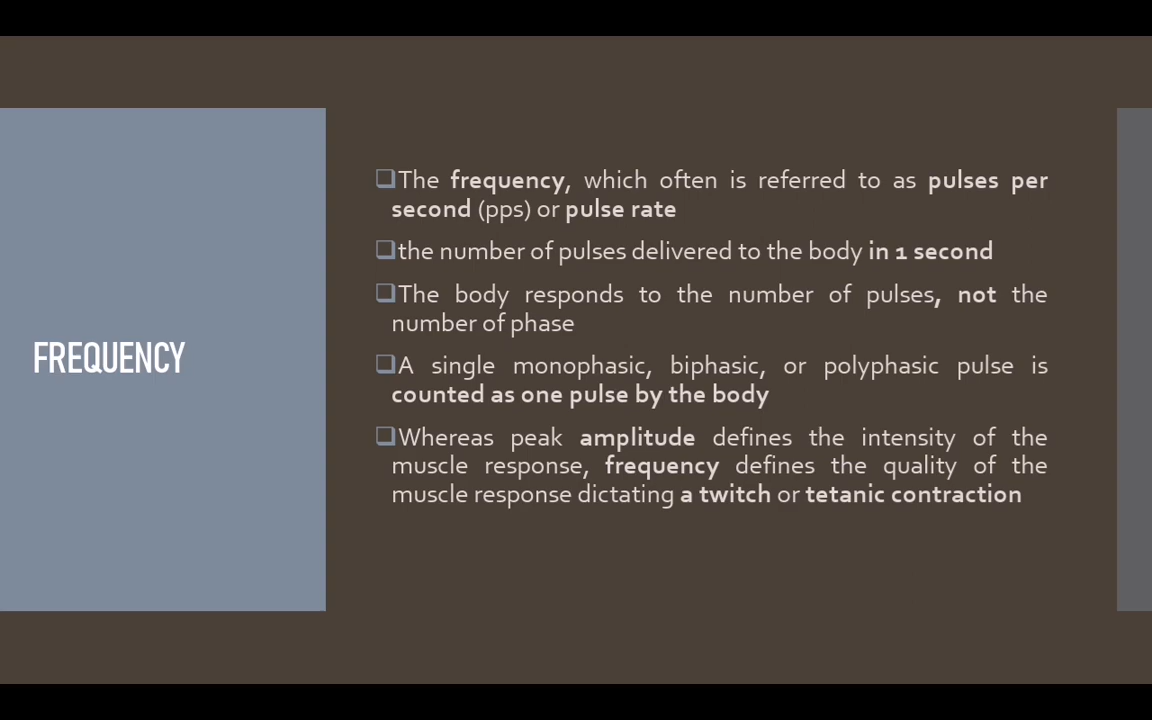 FREQUENCY
❑The frequency, which often is referred to as pulses per
second (pps) or pulse rate
❑the number of pulses delivered to the body in 1 second
❑The body responds to the number of pulses, not the
number of phase
❑A single monophasic, biphasic, or polyphasic pulse is
counted as one pulse by the body
❑Whereas peak amplitude defines the intensity of the
muscle response, frequency defines the quality of the
muscle response dictating a twitch or tetanic contraction